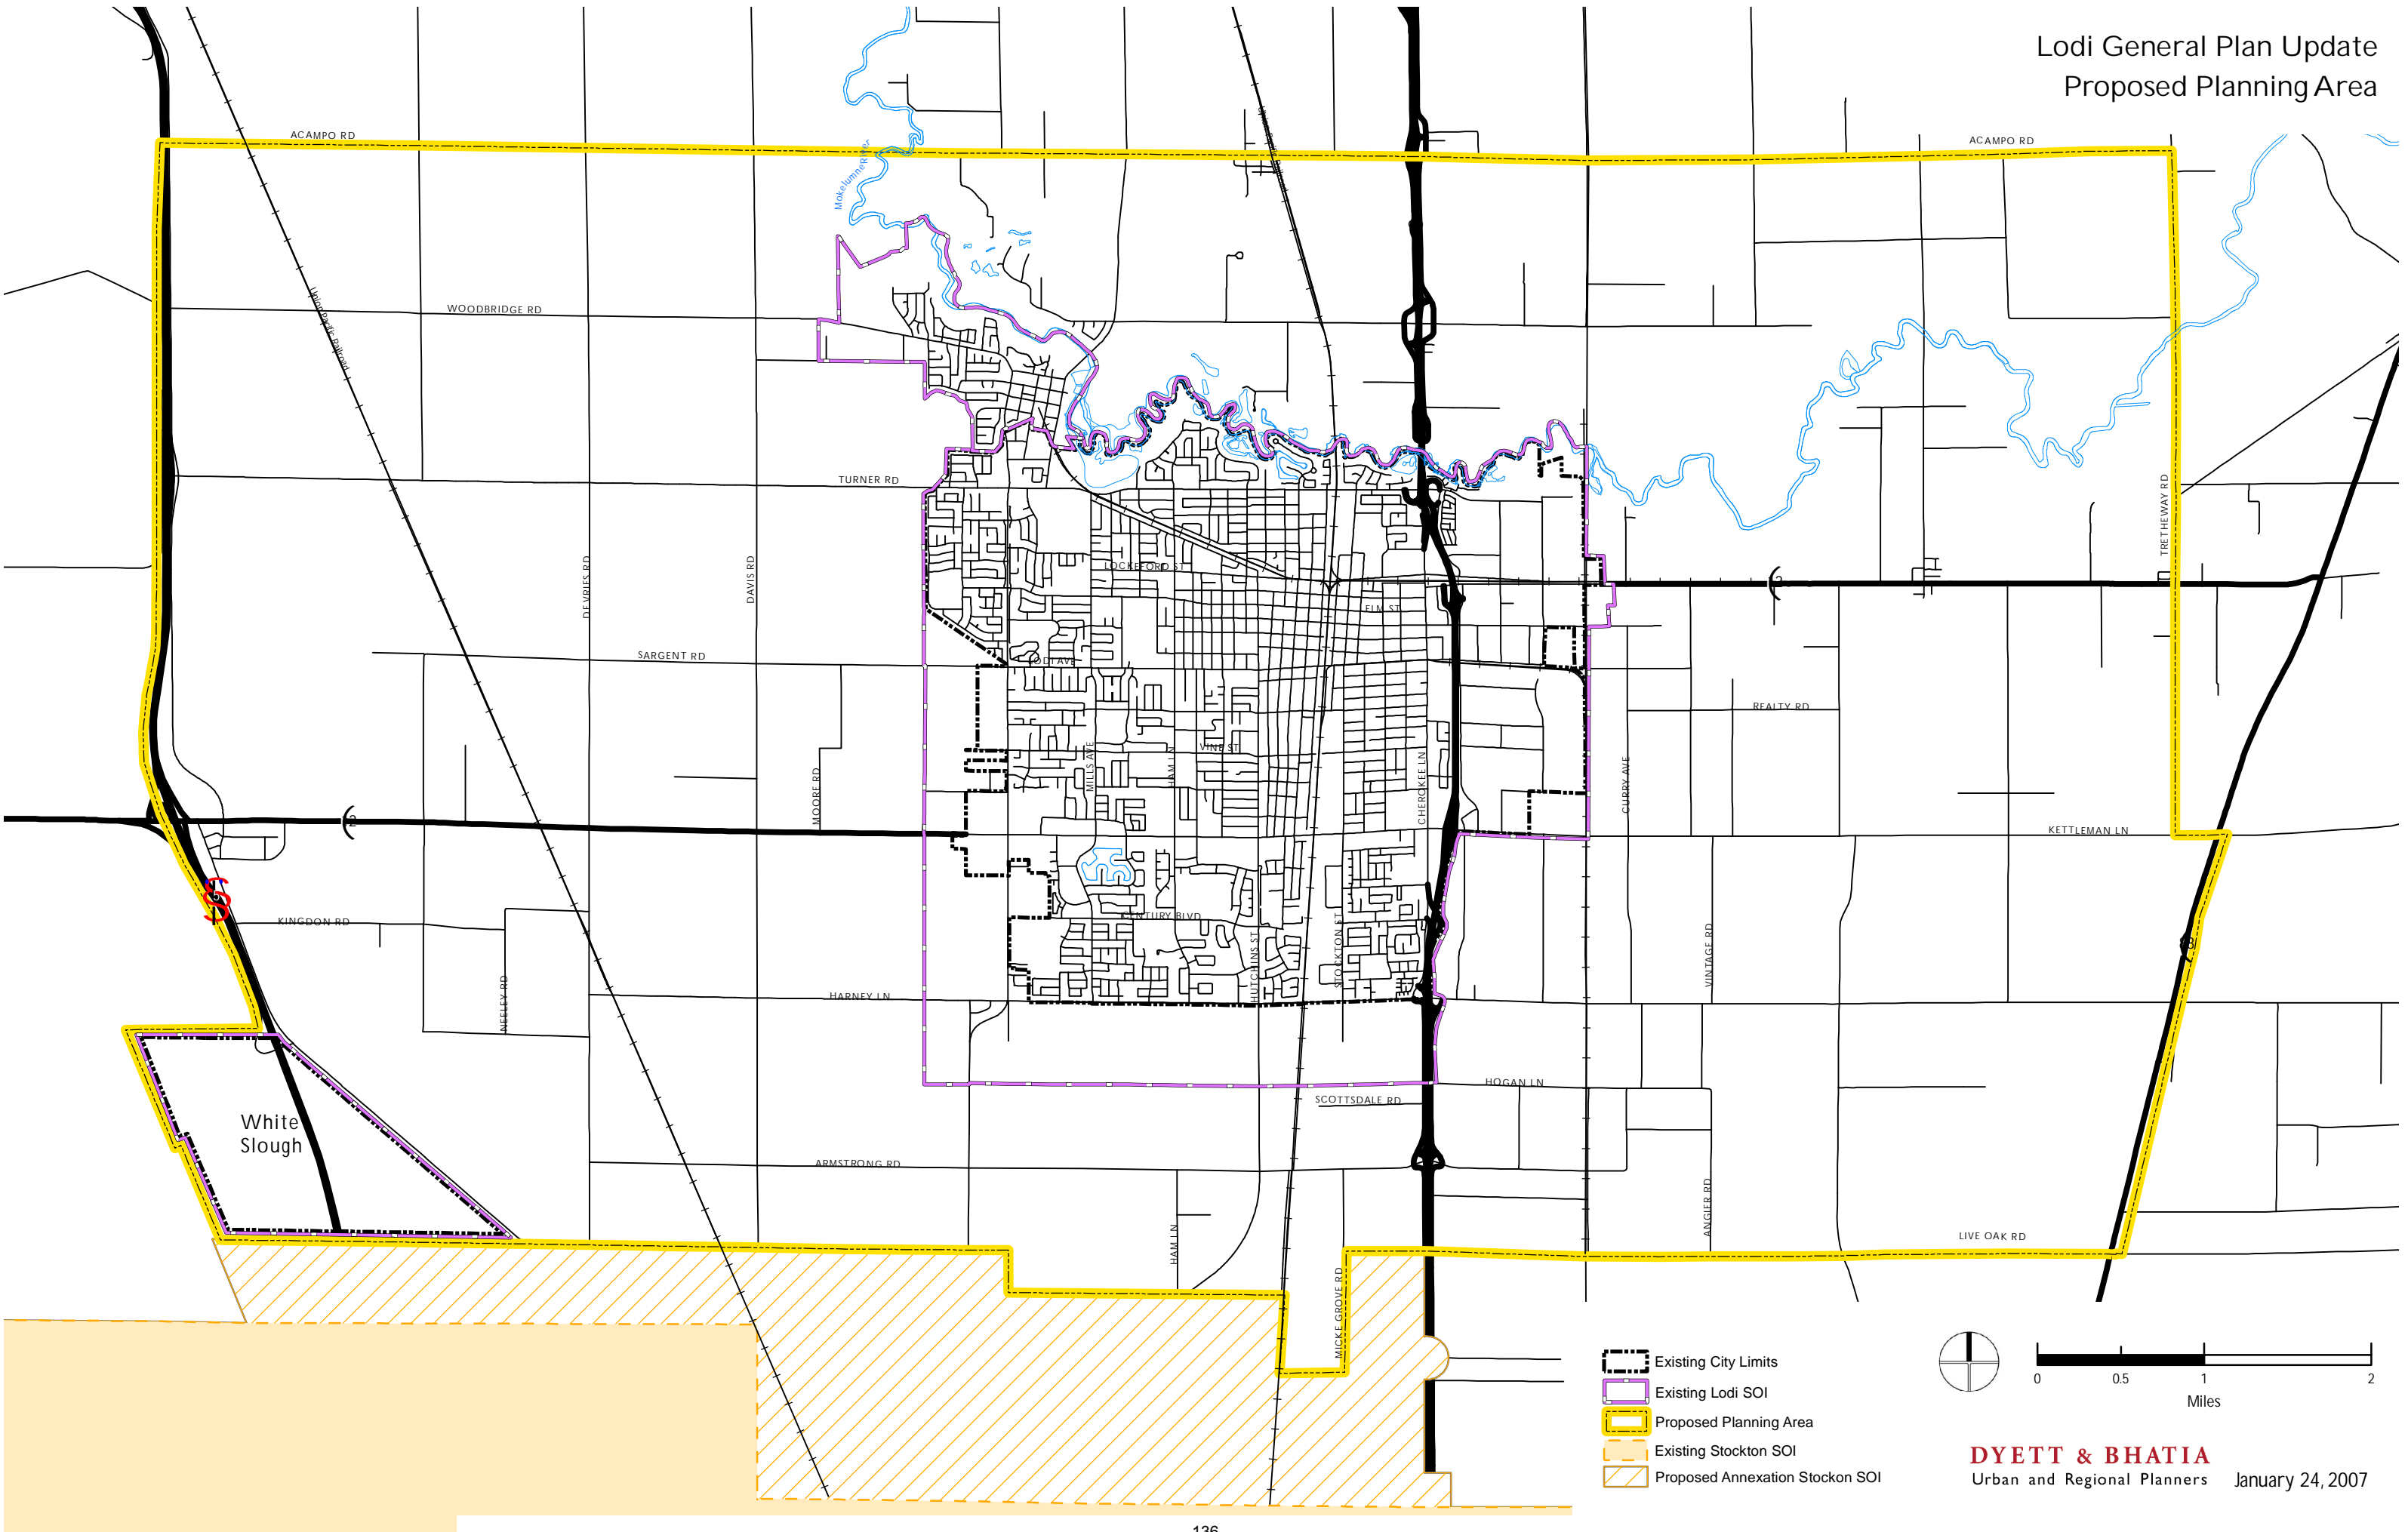 Lodi General Plan Update
Proposed Planning Area
ACAMPO RD
ACAMPO RD
Mokelumne River
WOODBRIDGE RD
Union Pacific Railroad
TURNER RD
TRETHEWAY RD
DEVRIES RD
DAVIS RD
LOCKEFORD ST
ELM ST
SARGENT RD
LODI AVE
REALTY RD
MOORE RD
MILLS AVE
HAM LN
VINE ST
CHEROKEE LN
CURRY AVE
KETTLEMAN LN
KINGDON RD
CENTURY BLVD
NEELEY RD
HARNEY LN
HUTCHINS ST
STOCKTON ST
VINTAGE RD
HOGAN LN
SCOTTSDALE RD
White
Slough
ARMSTRONG RD
HAM LN
MICKE GROVE RD
ANGIER RD
LIVE OAK RD
Existing City Limits
Existing Lodi SOI
Proposed Planning Area
Existing Stockton SOI
Proposed Annexation Stockon SOI
0 0.5 1 2
Miles
DYETT & BHATIA
Urban and Regional Planners January 24, 2007
136